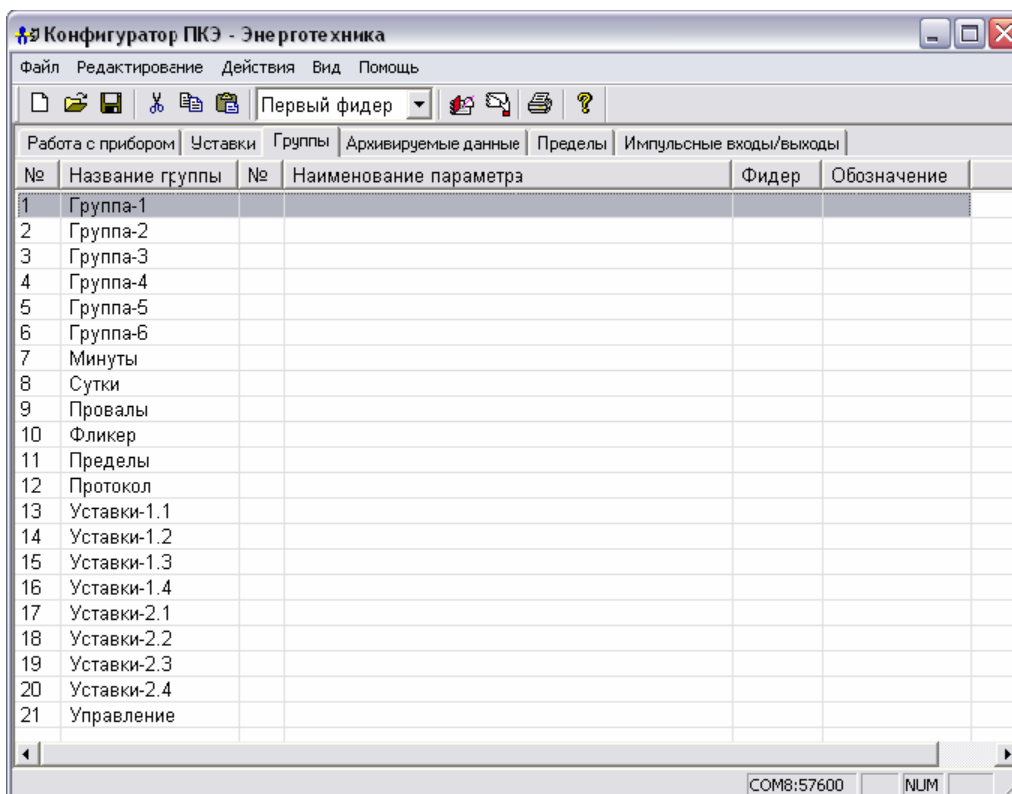 Конфигуратор ПКЭ - Энерготехника
Файл Редактирование Действия Вид Помощь
Первый фидер
Работа с прибором Уставки Группы Архивируемые данные Пределы Импульсные входы/выходы
№ Название группы № Наименование параметра Фидер Обозначение
1 Группа-1
2 Группа-2
3 Группа-3
4 Группа-4
5 Группа-5
6 Группа-6
7 Минуты
8 Сутки
9 Провалы
10 Фликер
11 Пределы
12 Протокол
13 Уставки-1.1
14 Уставки-1.2
15 Уставки-1.3
16 Уставки-1.4
17 Уставки-2.1
18 Уставки-2.2
19 Уставки-2.3
20 Уставки-2.4
21 Управление
COM8:57600 NUM